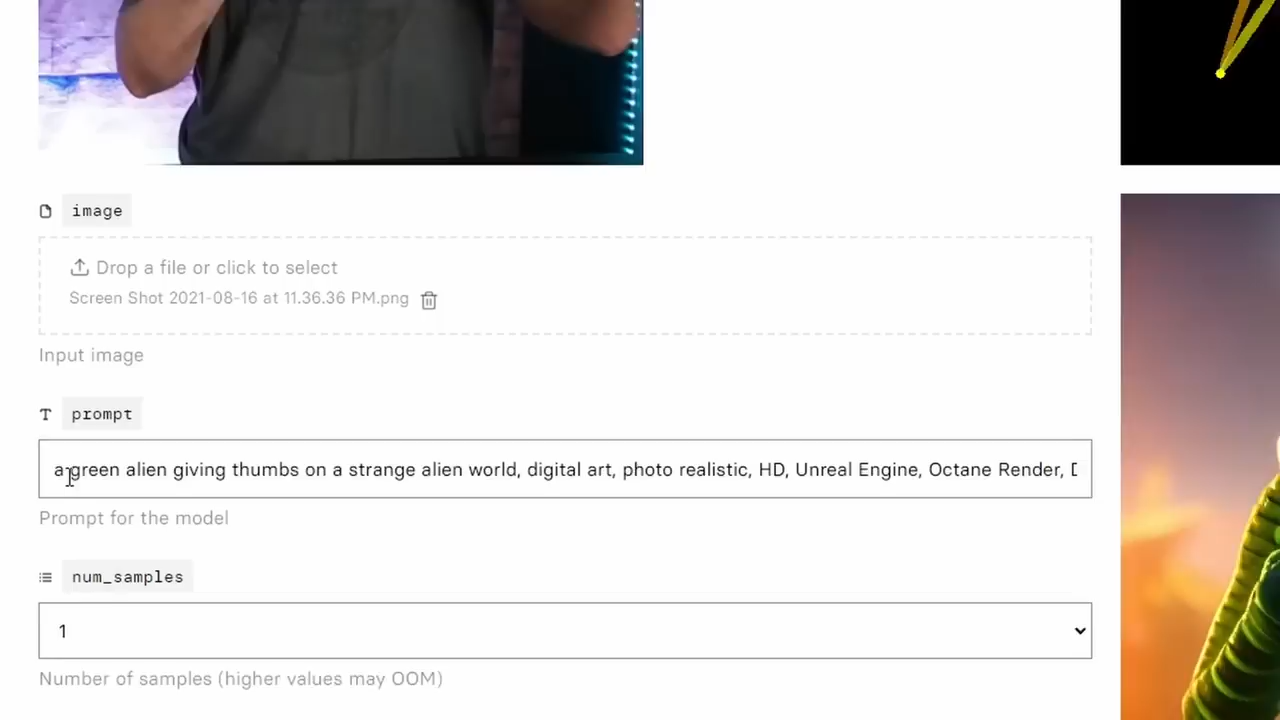 image
Drop a file or click to select
Screen Shot 2021-08-16 at 11.36.36 PM.png
Input image
T prompt
a green alien giving thumbs on a strange alien world, digital art, photo realistic, HD, Unreal Engine, Octane Render,
Prompt for the model
num_samples
1
Number of samples (higher values may OOM)